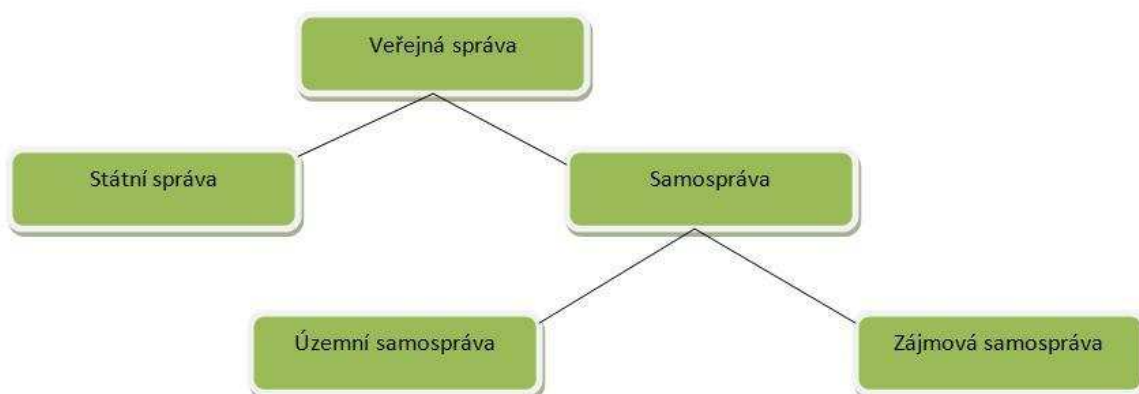 Veřejná správa
Státní správa
Samospráva
Územní samospráva
Zájmová samospráva